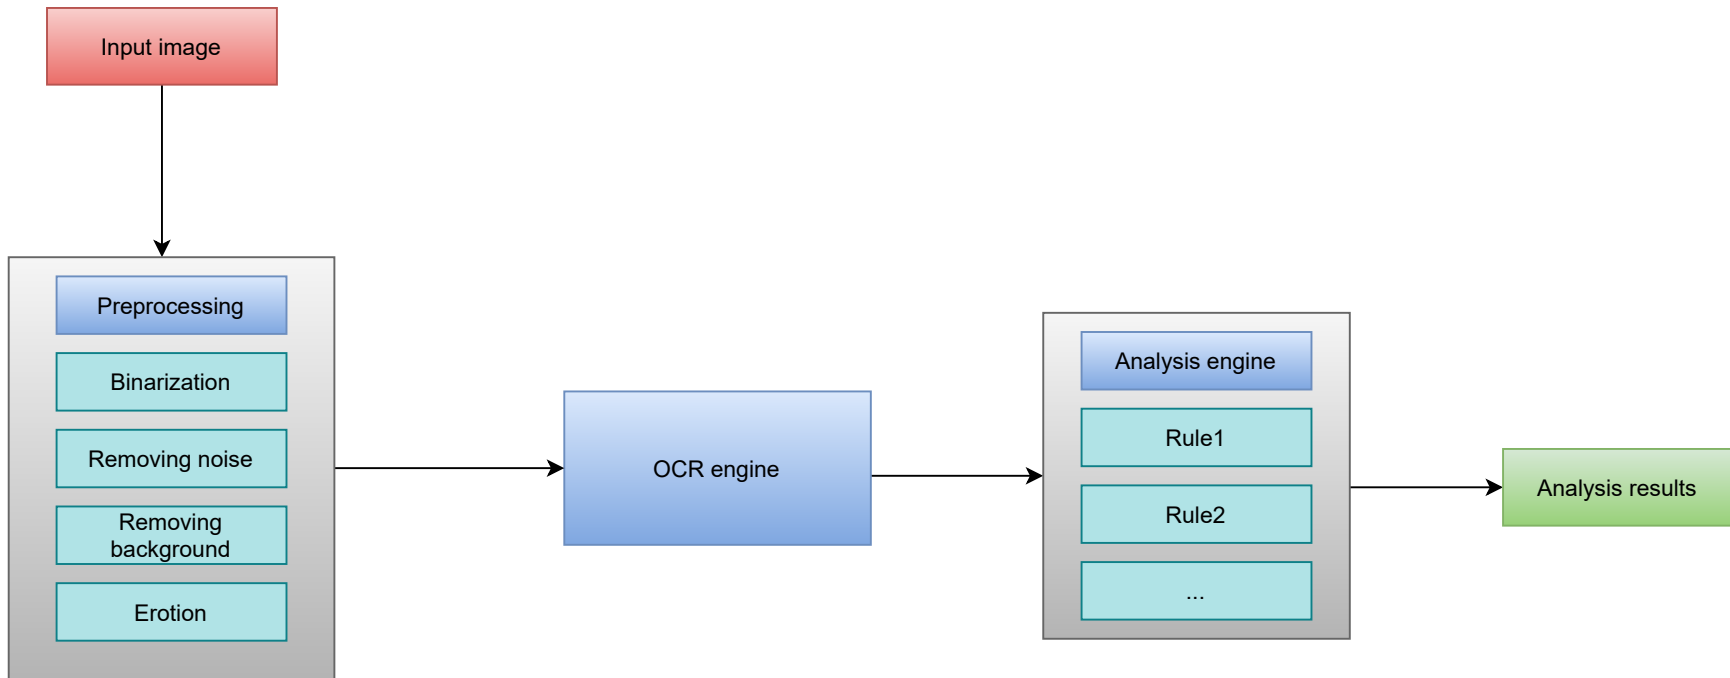 Input image
Preprocessing
Binarization
Removing noise
Removing
background
Erotion
OCR engine
Analysis engine
Rule1
Rule2
...
Analysis results